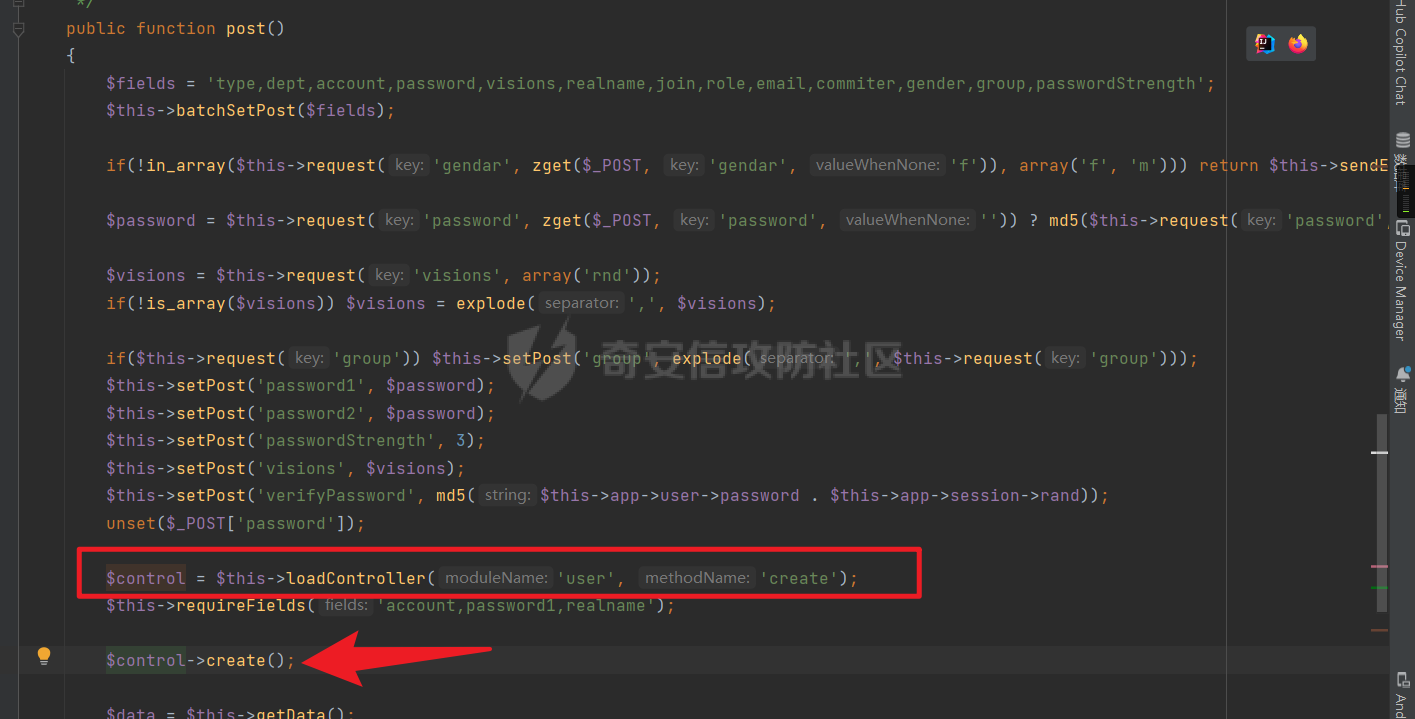 */
public function post()
{
$fields = 'type,dept,account,password,visions,realname,join,role,email,commiter,gender,group,passwordStrength';
$this->batchSetPost($fields);
if(!in_array($this->request( key: 'gendar', zget($_POST, key: 'gendar', valueWhenNone: 'f')), array('f', 'm'))) return $this->sendE
$password = $this->request( key: 'password', zget($_POST, key: 'password', valueWhenNone: '')) ? md5($this->request( key: 'password',
$visions = $this->request( key: 'visions', array('rnd'));
if(!is_array($visions)) $visions = explode( separator: ',', $visions);
if($this->request( key: 'group')) $this->setPost('group', explode( separator: ',', $this->request( key: 'group')));
$this->setPost('password1', $password);
$this->setPost('password2', $password);
$this->setPost('passwordStrength', 3);
$this->setPost('visions', $visions);
$this->setPost('verifyPassword', md5( string: $this->app->user->password . $this->app->session->rand));
unset($_POST['password']);
$control = $this->loadController( moduleName: 'user', methodName: 'create');
$this->requireFields( fields: 'account,password1,realname');
$control->create();
$data = $this->getData();
奇安信攻防社区
Hub Copilot Chat
Device Manager
通知
And